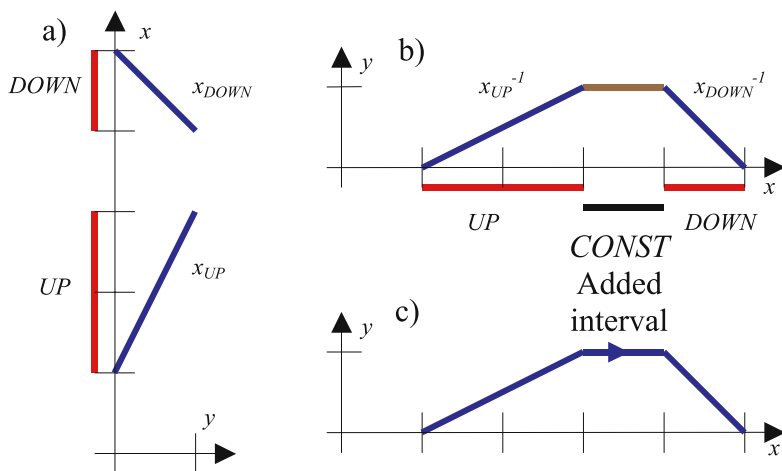 a)
x
DOWN
x_DOWN
UP
x_UP
y
b)
y
x_UP^-1
x_DOWN^-1
x
UP
DOWN
CONST
Added
interval
c)
y
x